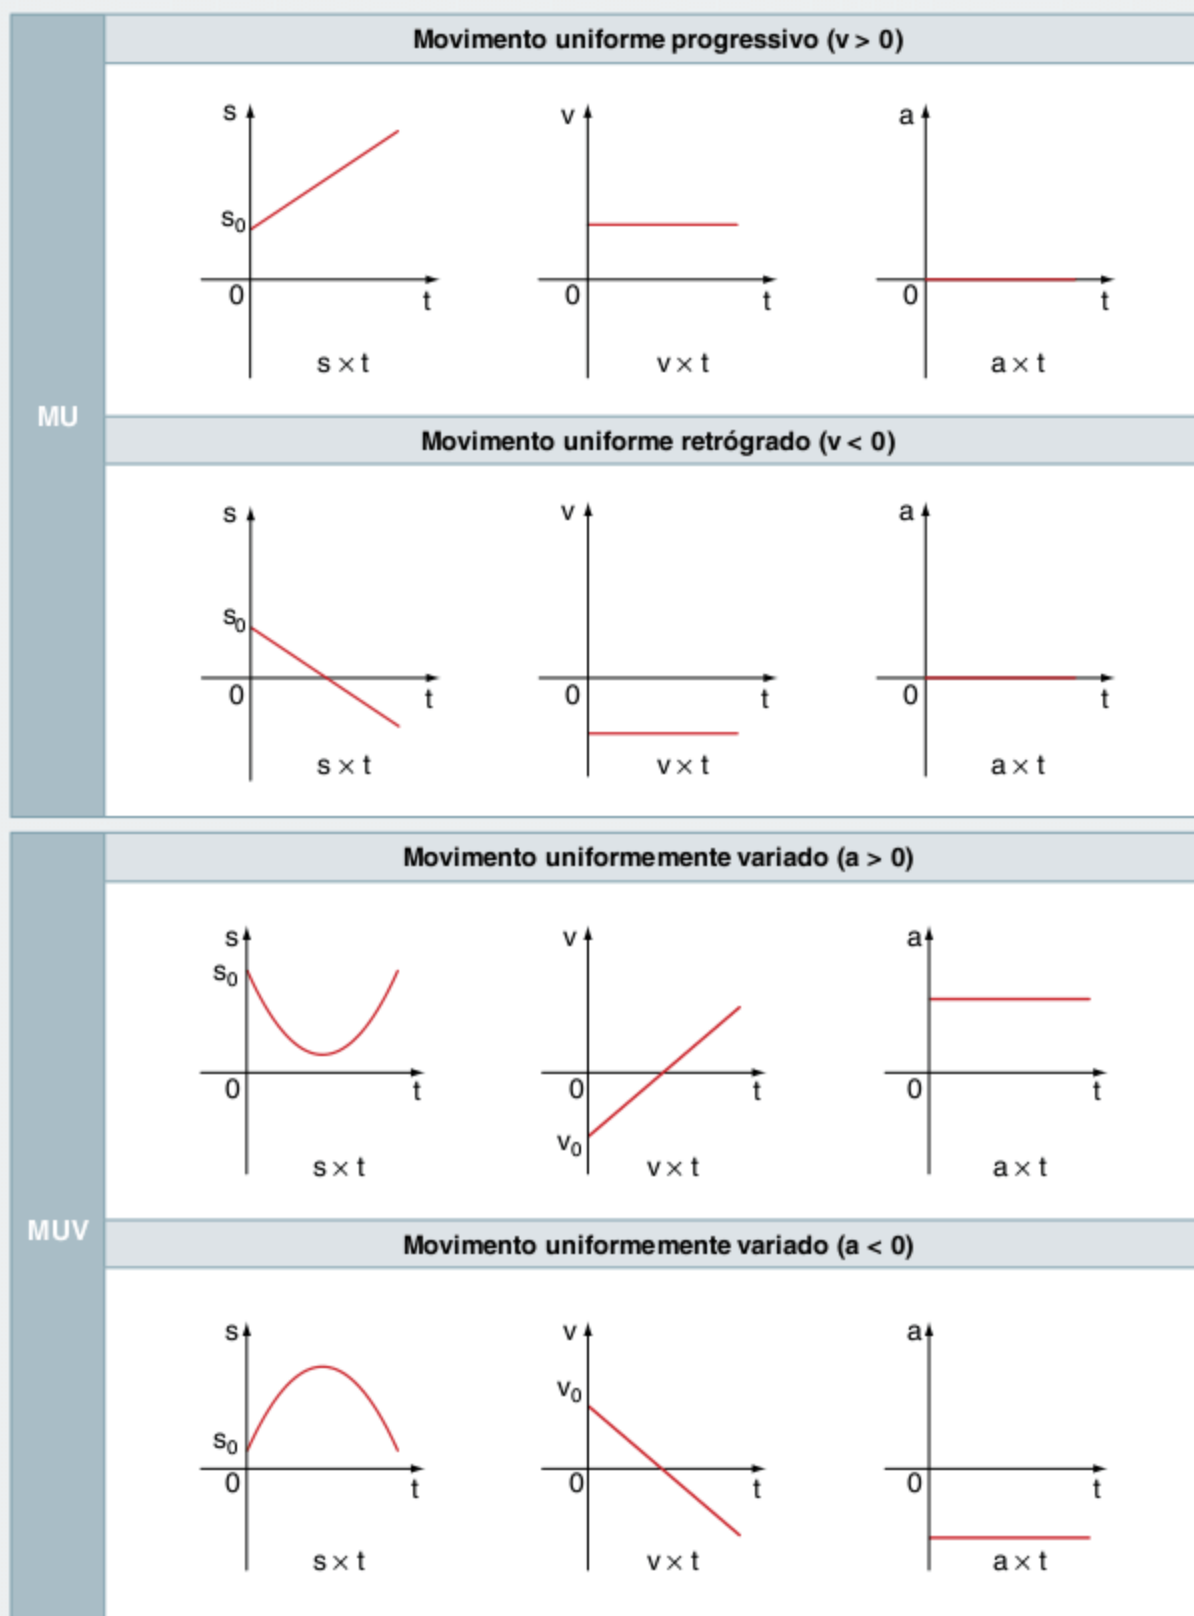 Movimento uniforme progressivo (v > 0)
s
s₀
0
t
s × t
v
0
t
v × t
a
0
t
a × t
MU
Movimento uniforme retrógrado (v < 0)
s
s₀
0
t
s × t
v
0
t
v × t
a
0
t
a × t
Movimento uniformemente variado (a > 0)
s
s₀
0
t
s × t
v
0
v₀
t
v × t
a
0
t
a × t
MUV
Movimento uniformemente variado (a < 0)
s
s₀
0
t
s × t
v
v₀
0
t
v × t
a
0
t
a × t